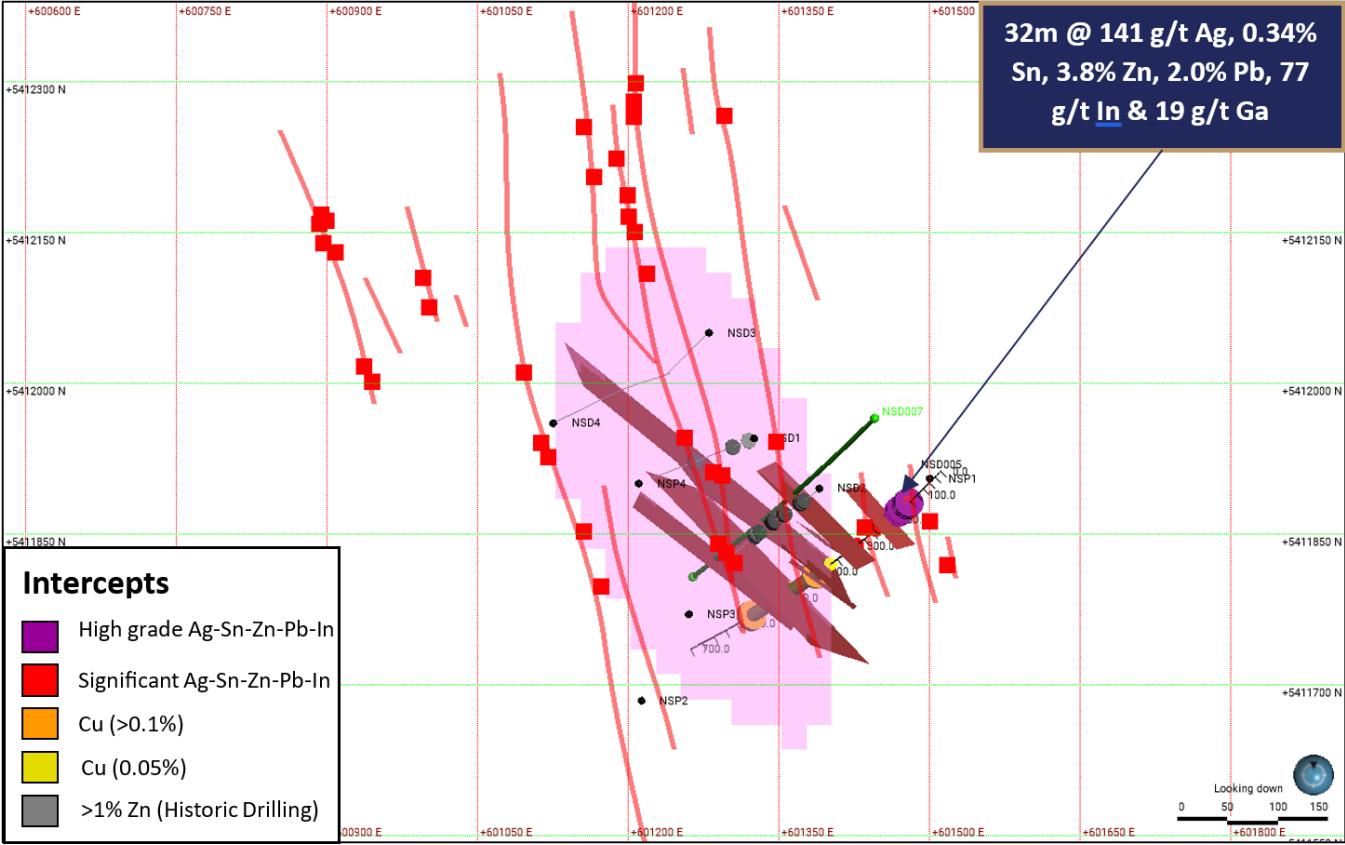 +600600 E
+600750 E
+600900 E
+601050 E
+601200 E
+601350 E
+601500
32m @ 141 g/t Ag, 0.34%
Sn, 3.8% Zn, 2.0% Pb, 77
g/t In & 19 g/t Ga
+5412300 N
+5412150 N
+5412150 N
NSD3
+5412000 N
+5412000 N
NSD4
NSD007
SD1
NSD005
0.0
NSP4
NSD2
NSP1
100.0
+5411850 N
300.0
00.0
NSP3
700.0
+5411700 N
NSP2
Intercepts
High grade Ag-Sn-Zn-Pb-In
Significant Ag-Sn-Zn-Pb-In
Cu (>0.1%)
Cu (0.05%)
>1% Zn (Historic Drilling)
Looking down
0 50 100 150
600900 E
+601050 E
+601200 E
+601350 E
+601500 E
+601650 E
+601800 E